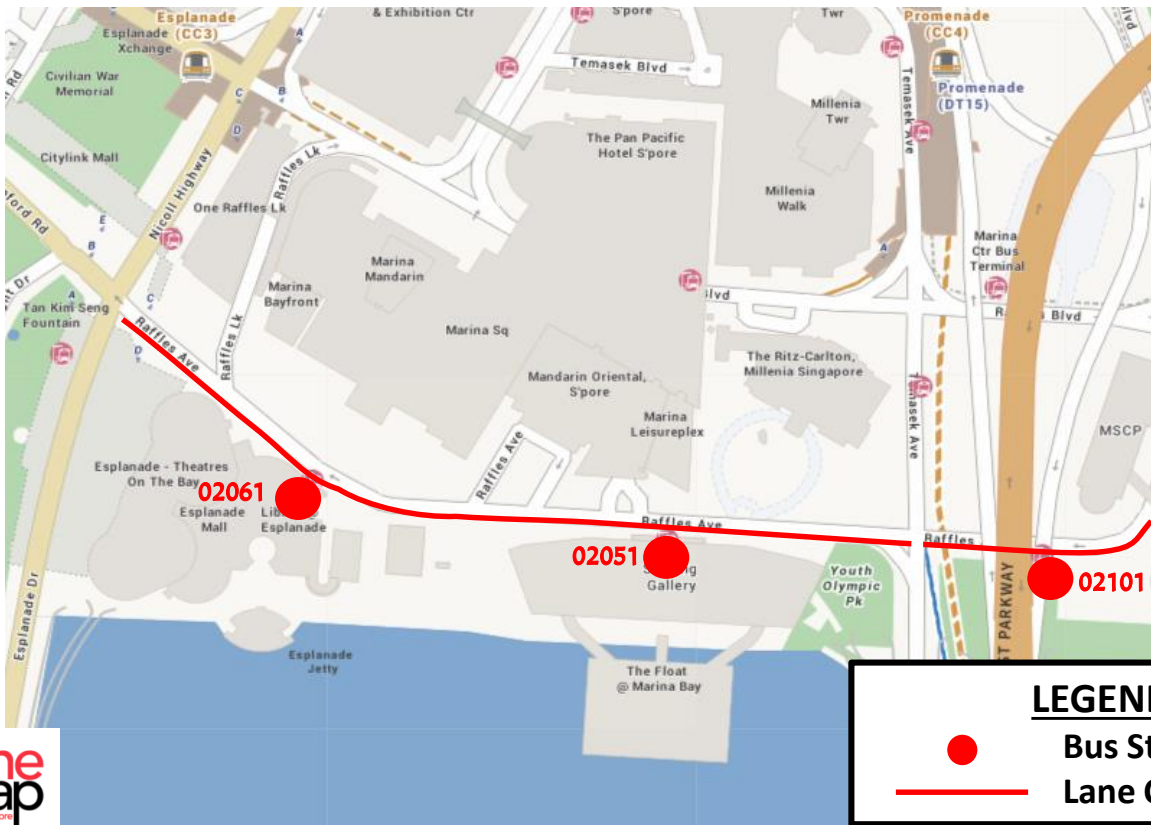 Esplanade
(CC3)
Esplanade
Xchange
& Exhibition Ctr
S'pore
Twr
Promenade
(CC4)
Blvd
A
Civilian War
Memorial
C
B
D
Temasek Blvd
Temasek Ave
Promenade
(DT15)
Millenia
Twr
The Pan Pacific
Hotel S'pore
Citylink Mall
Raffles Lk
Millenia
Walk
Nicoll Highway
One Raffles Lk
E
B
A
Marina
Ctr Bus
Terminal
Marina
Mandarin
Marina
Bayfront
A
C
D
Tan Kim Seng
Fountain
Raffles Ave
Raffles Lk
Marina Sq
Blvd
Blvd
The Ritz-Carlton,
Millenia Singapore
Mandarin Oriental,
S'pore
Marina
Leisureplex
Temasek Ave
MSCP
Raffles Ave
Esplanade - Theatres
On The Bay
02061
Esplanade
Mall
Esplanade
Raffles Ave
Raffles
02051
Gallery
Youth
Olympic
Pk
02101
PARKWAY
Esplanade Dr
Esplanade
Jetty
The Float
@ Marina Bay
LEGEND
Bus St
Lane